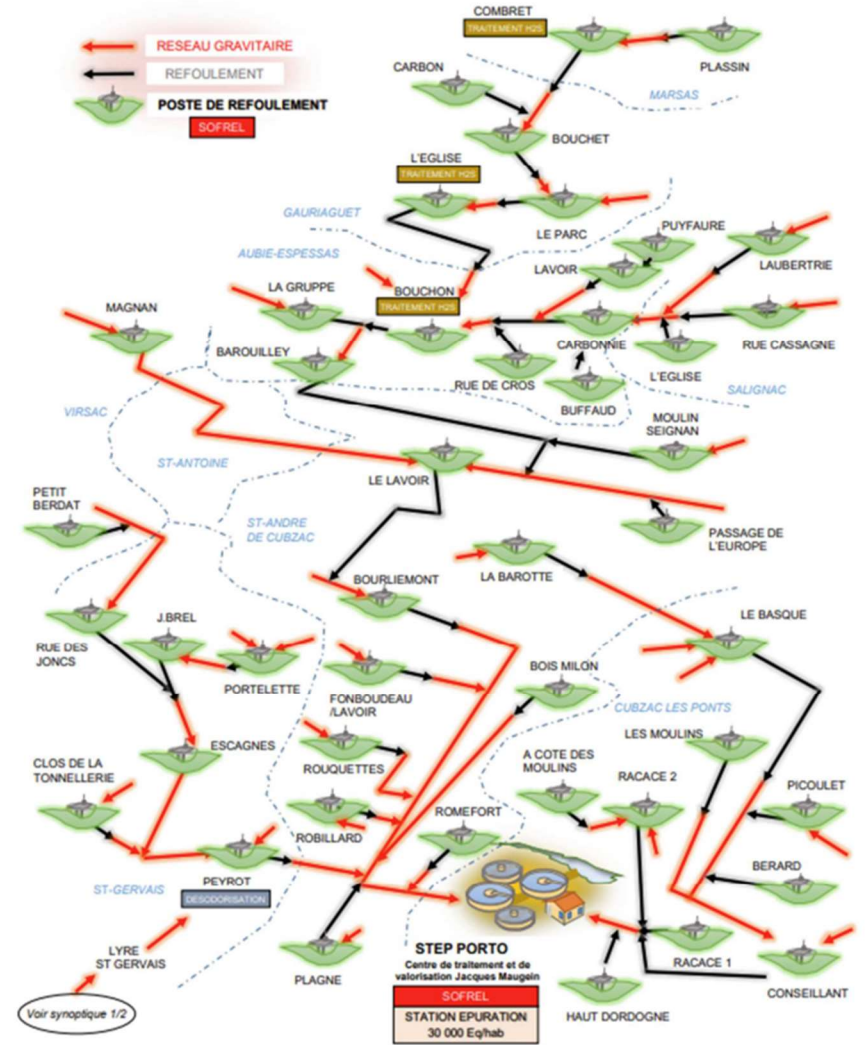 COMBRET
TRAITEMENT H2S
RESEAU GRAVITAIRE
REFOULEMENT
POSTE DE REFOULEMENT
SOFREL
CARBON
PLASSIN
MARSAS
BOUCHET
L'EGLISE
TRAITEMENT H2S
GAURIAGUET
LE PARC
PUYFAURE
AUBIE-ESPESSAS
LAVOIR
LAUBERTRIE
LA GRUPPE
BOUCHON
TRAITEMENT H2S
MAGNAN
BAROUILLEY
CARBONNIE
RUE CASSAGNE
RUE DE CROS
L'EGLISE
BUFFAUD
SALIGNAC
VIRSAC
MOULIN
SEIGNAN
ST-ANTOINE
LE LAVOIR
PETIT
BERDAT
ST-ANDRE
DE CUBZAC
PASSAGE DE
L'EUROPE
LA BAROTTE
BOURLIEMONT
LE BASQUE
J.BREL
RUE DES
JONCS
PORTELETTE
BOIS MILON
FONBOUDEAU
/LAVOIR
CUBZAC LES PONTS
LES MOULINS
ESCAGNES
CLOS DE LA
TONNELLERIE
ROUQUETTES
A COTE DES
MOULINS
RACACE 2
PICOULET
ROBILLARD
ROMEFORT
BERARD
PEYROT
DESODORISATION
ST-GERVAIS
LYRE
ST GERVAIS
PLAGNE
STEP PORTO
Centre de traitement et de
valorisation Jacques Maugein
SOFREL
STATION EPURATION
30 000 Eq/hab
RACACE 1
CONSEILLANT
HAUT DORDOGNE
Voir synoptique 1/2